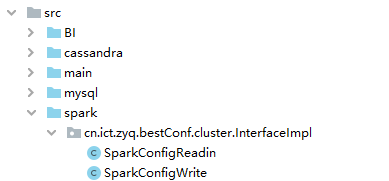 src
BI
cassandra
main
mysql
spark
cn.ict.zyq.bestConf.cluster.InterfaceImpl
C SparkConfigReadin
C SparkConfigWrite